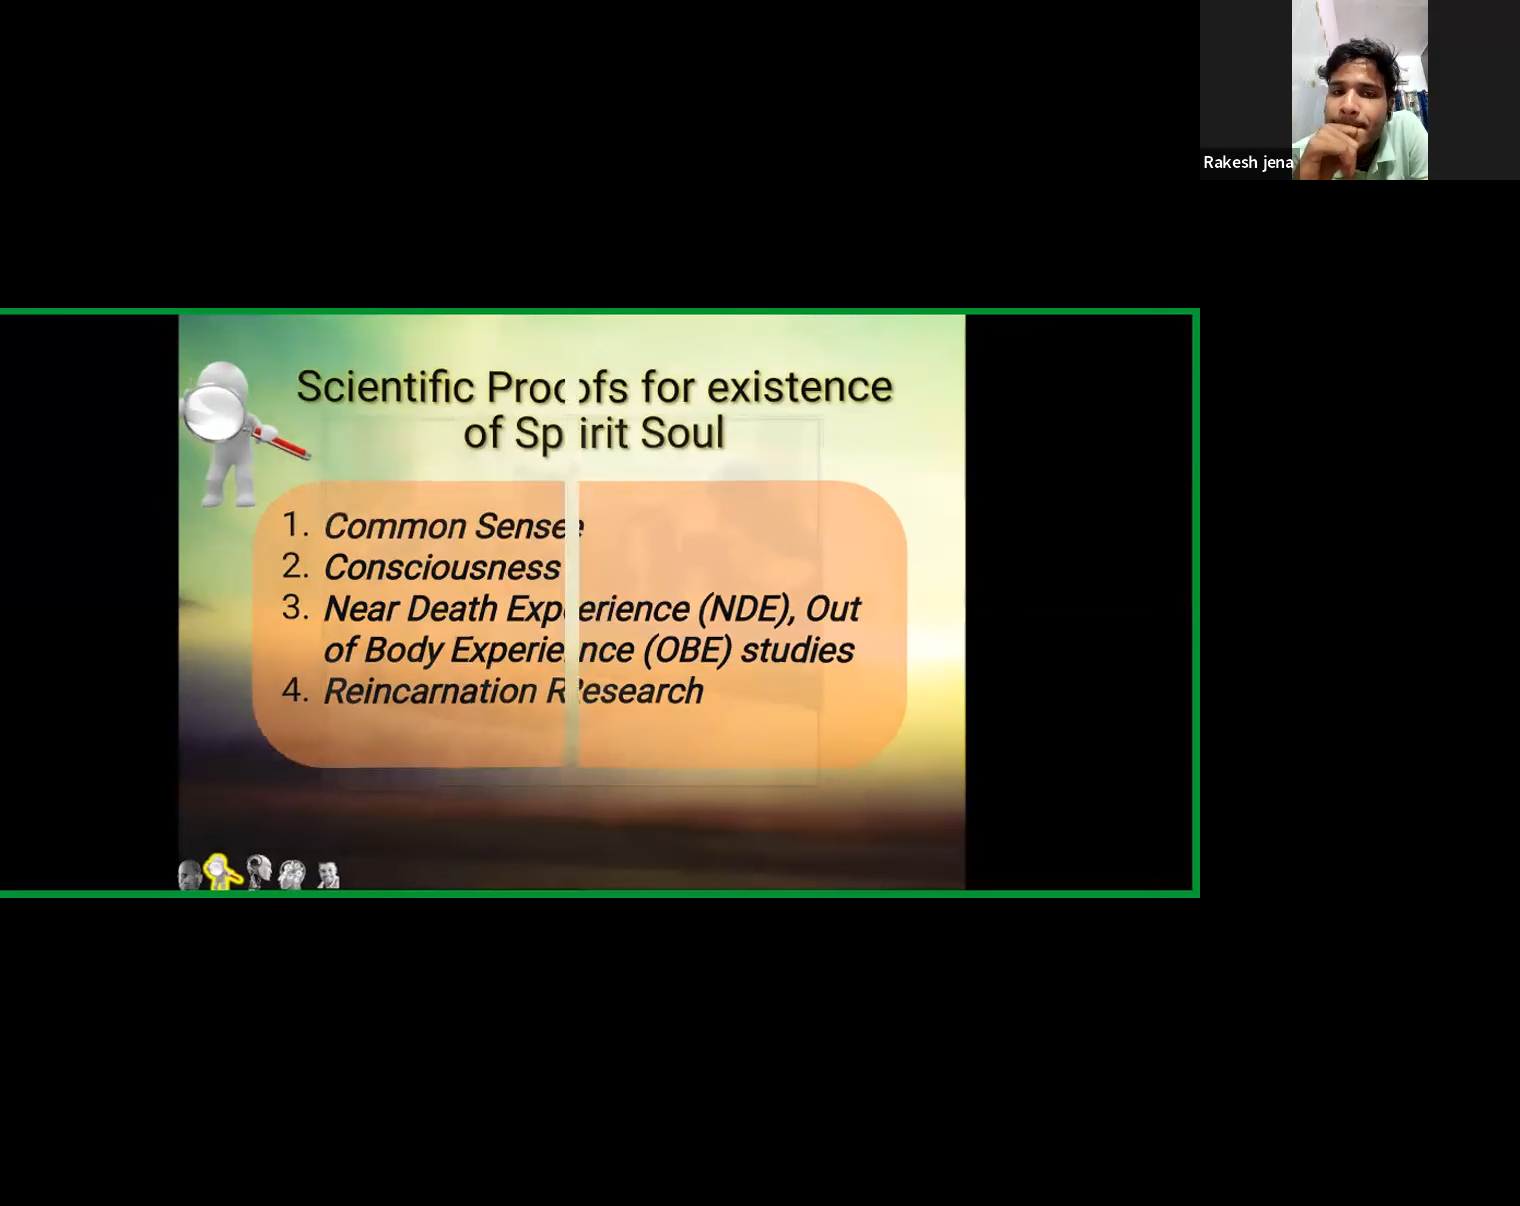 Rakesh jena
Scientific Proofs for existence
of Spirit Soul
1. Common Sense
2. Consciousness
3. Near Death Experience (NDE), Out
of Body Experience (OBE) studies
4. Reincarnation Research